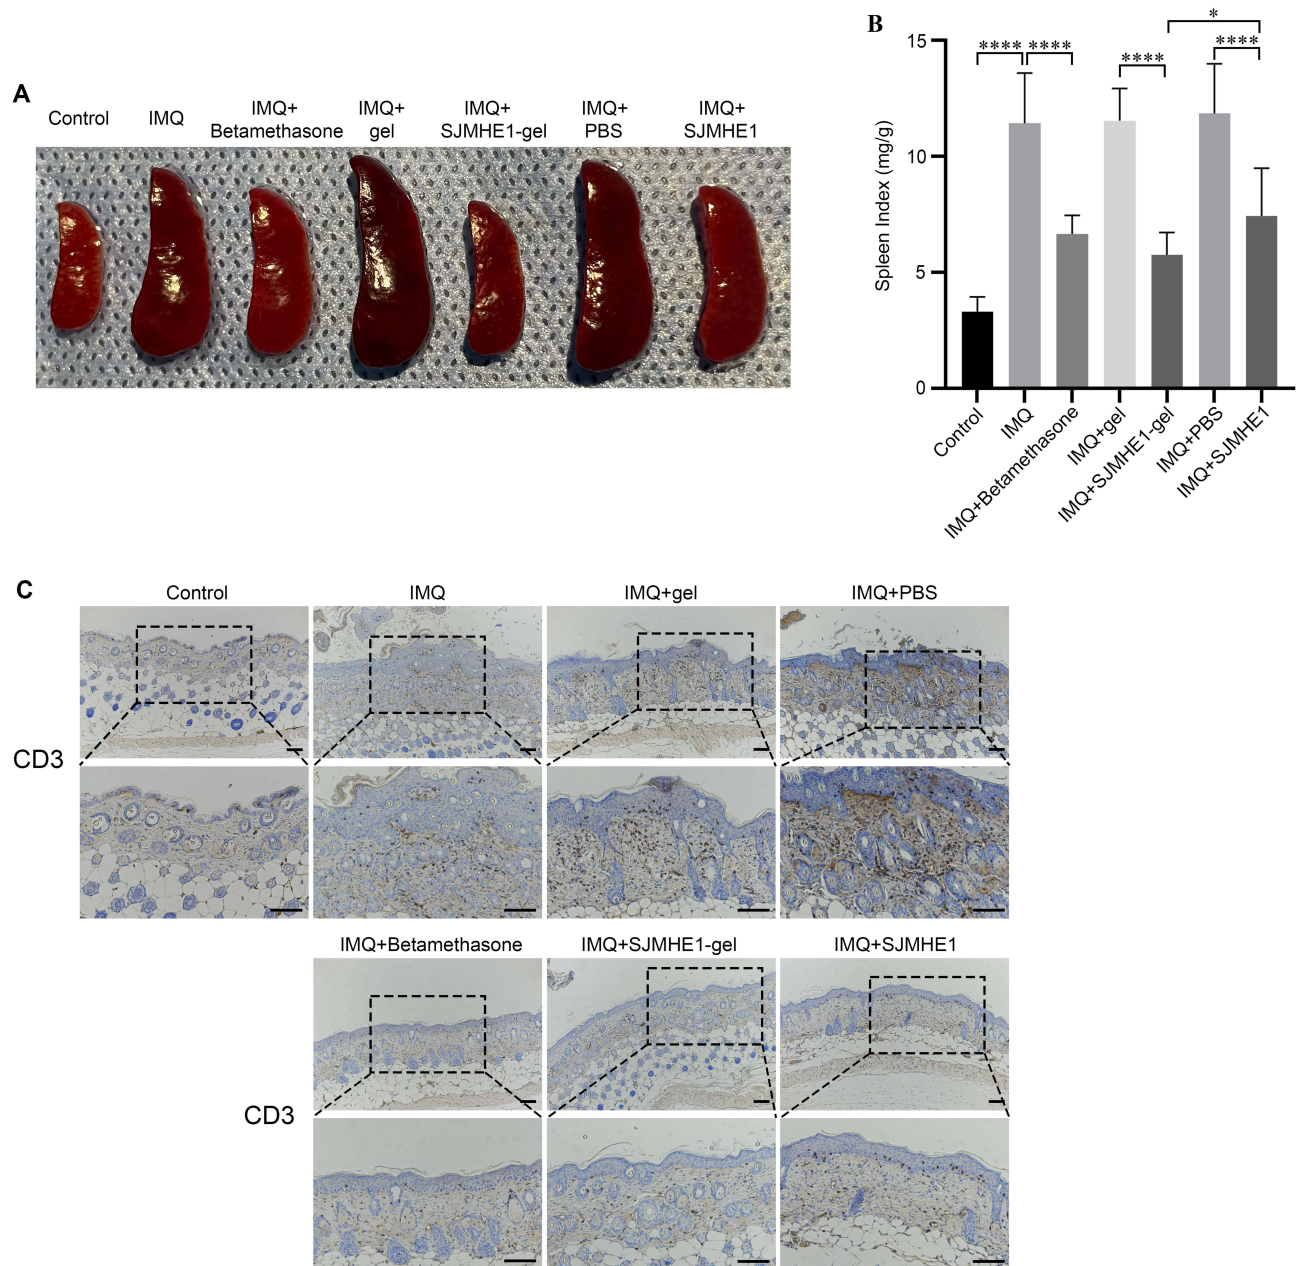 A
Control
IMQ
IMQ+
Betamethasone
IMQ+
gel
IMQ+
SJMHE1-gel
IMQ+
PBS
IMQ+
SJMHE1
B
Spleen Index (mg/g)
15
10
5
0
****
****
****
****
*
Control
IMQ
IMQ+Betamethasone
IMQ+gel
IMQ+SJMHE1-gel
IMQ+PBS
IMQ+SJMHE1
C
Control
IMQ
IMQ+gel
IMQ+PBS
CD3
IMQ+Betamethasone
IMQ+SJMHE1-gel
IMQ+SJMHE1
CD3